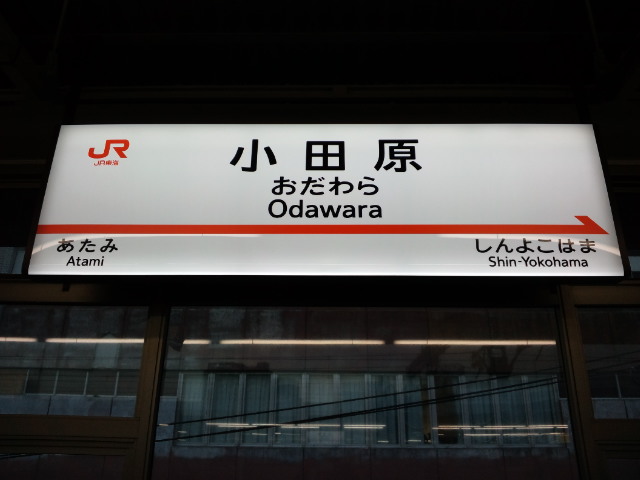 JR
JR東海
小田原
おだわら
Odawara
あたみ
Atami
しんよこはま
Shin-Yokohama